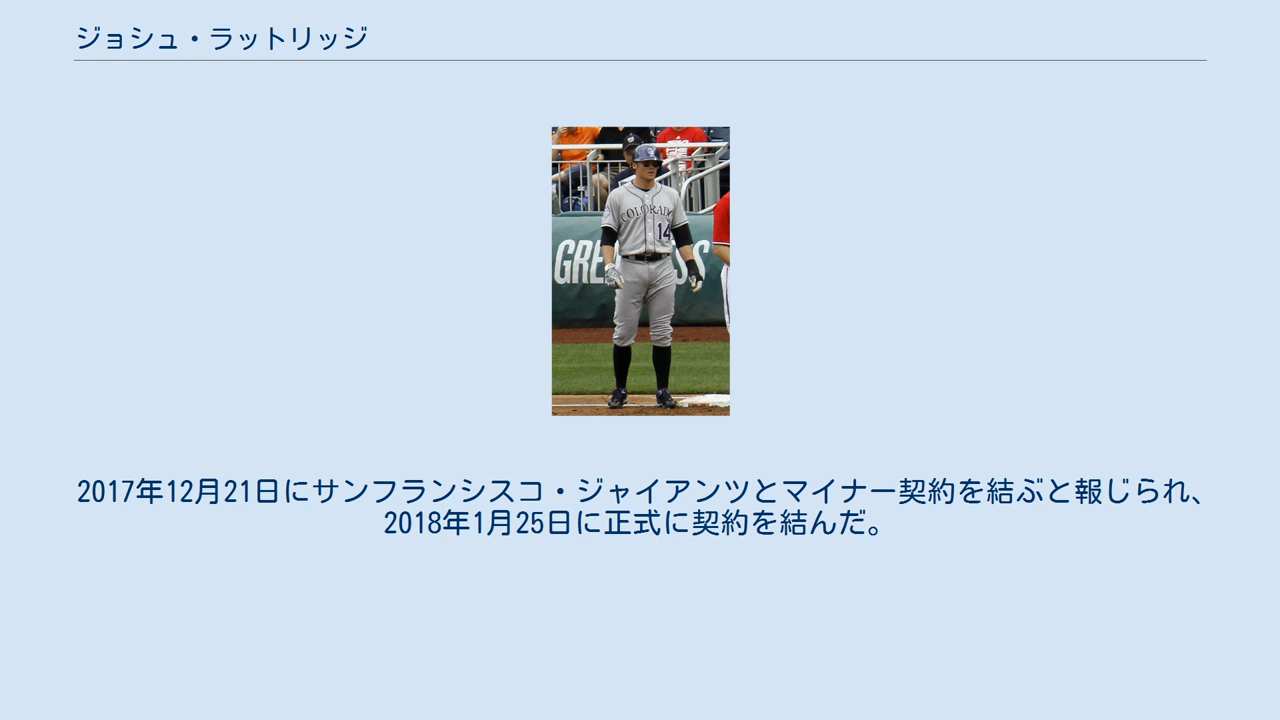 ジョシュ・ラットリッジ
COLORADO
14
GRE
2017年12月21日にサンフランシスコ・ジャイアンツとマイナー契約を結ぶと報じられ、
2018年1月25日に正式に契約を結んだ。